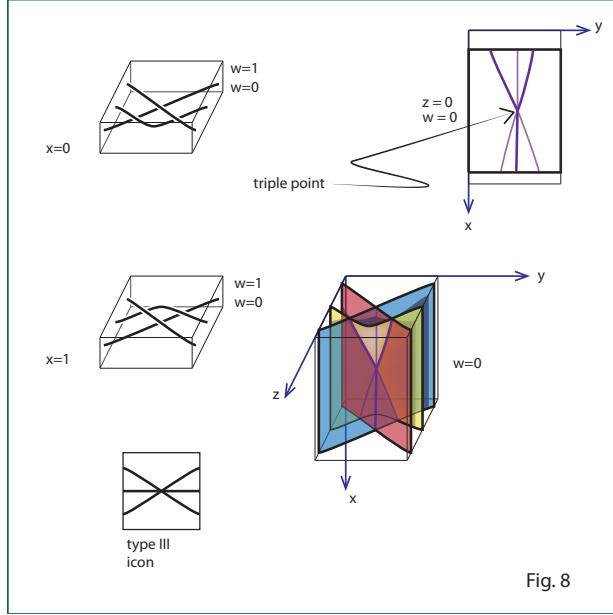 y
w=1
w=0
x=0
z = 0
w = 0
triple point
x
w=1
w=0
x=1
y
w=0
z
x
type III
icon
Fig. 8